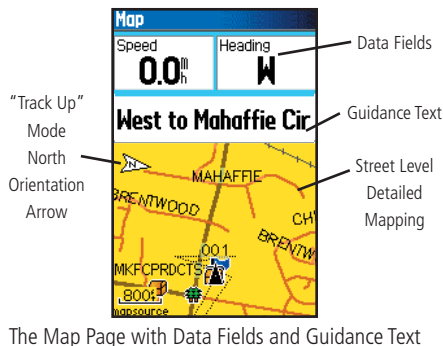 Map
Speed
Heading
0.0 m/h
W
Data Fields
West to Mahaffie Cir
Guidance Text
“Track Up”
Mode
North
Orientation
Arrow
N
Street Level
Detailed
Mapping
MAHAFFIE
BRENTWOOD
CH
BRENTW
001
MKFCPRDCTS
800
mapsource
The Map Page with Data Fields and Guidance Text